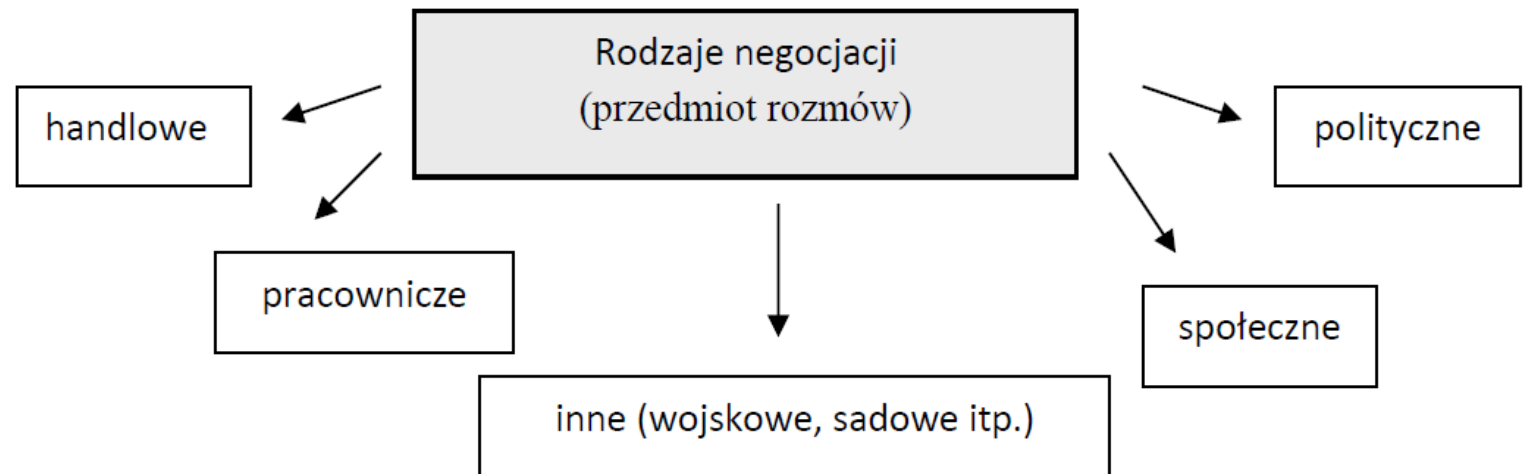 Rodzaje negocjacji
(przedmiot rozmów)
handlowe
polityczne
pracownicze
społeczne
inne (wojskowe, sadowe itp.)